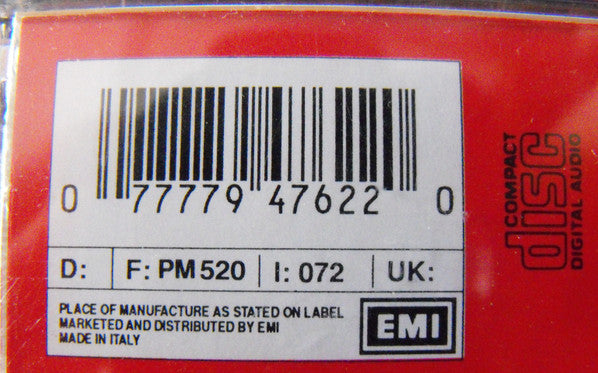 0 77779 47622 0
D: F: PM 520 I: 072 UK:
PLACE OF MANUFACTURE AS STATED ON LABEL
MARKETED AND DISTRIBUTED BY EMI
MADE IN ITALY
EMI
COMPACT
disc
DIGITAL AUDIO